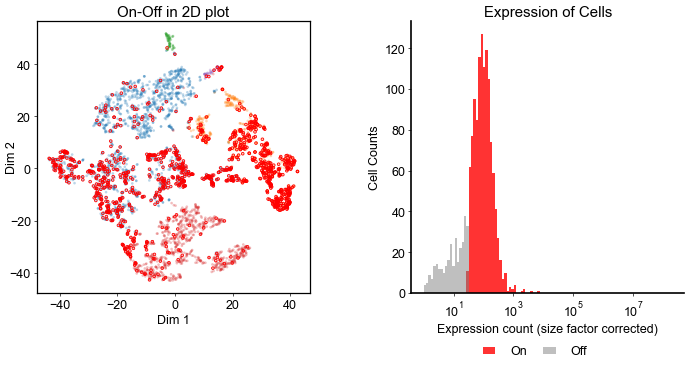 On-Off in 2D plot
40
20
0
−20
−40
Dim 2
−40
−20
0
20
40
Dim 1
Expression of Cells
120
100
80
60
40
20
0
Cell Counts
10^1
10^3
10^5
10^7
Expression count (size factor corrected)
On
Off